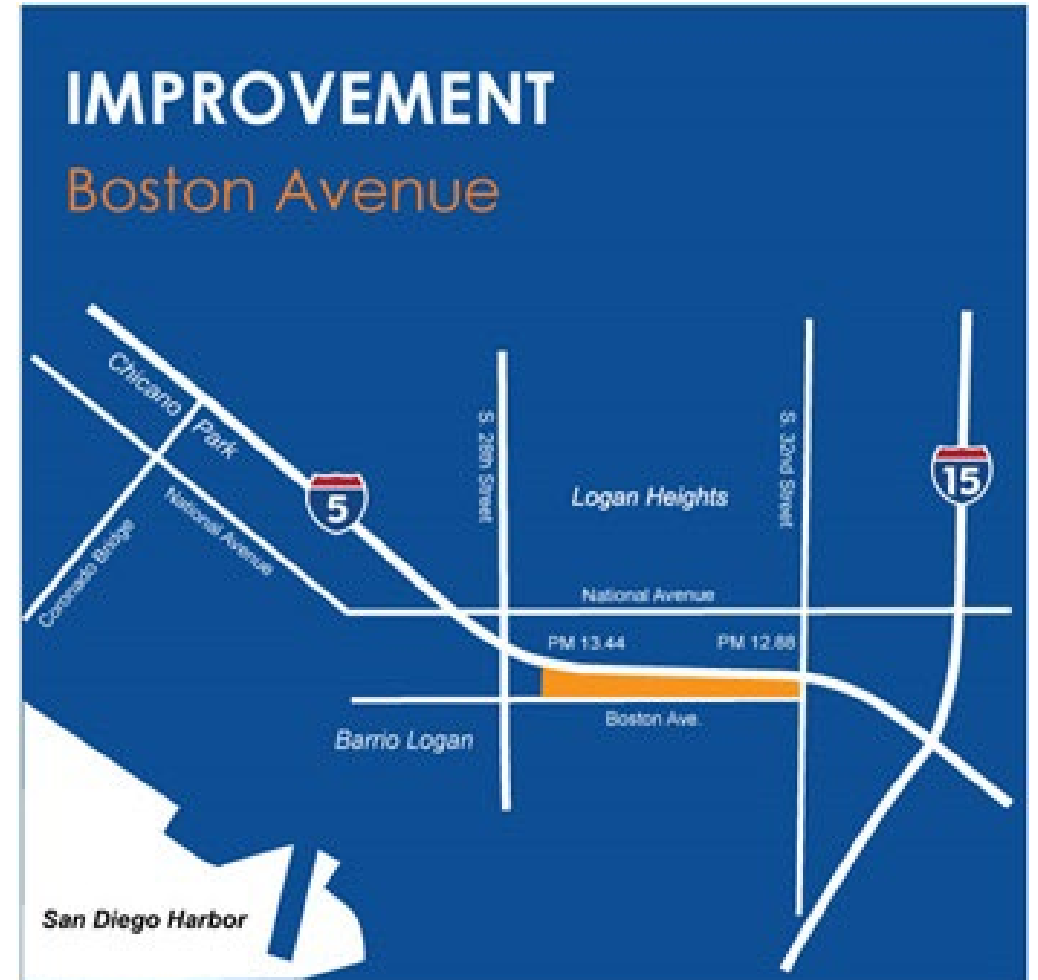 IMPROVEMENT
Boston Avenue
Chicano Park
5
15
S. 28th Street
S. 32nd Street
Logan Heights
National Avenue
Coronado Bridge
National Avenue
PM 13.44
PM 12.88
Boston Ave.
Barrio Logan
San Diego Harbor